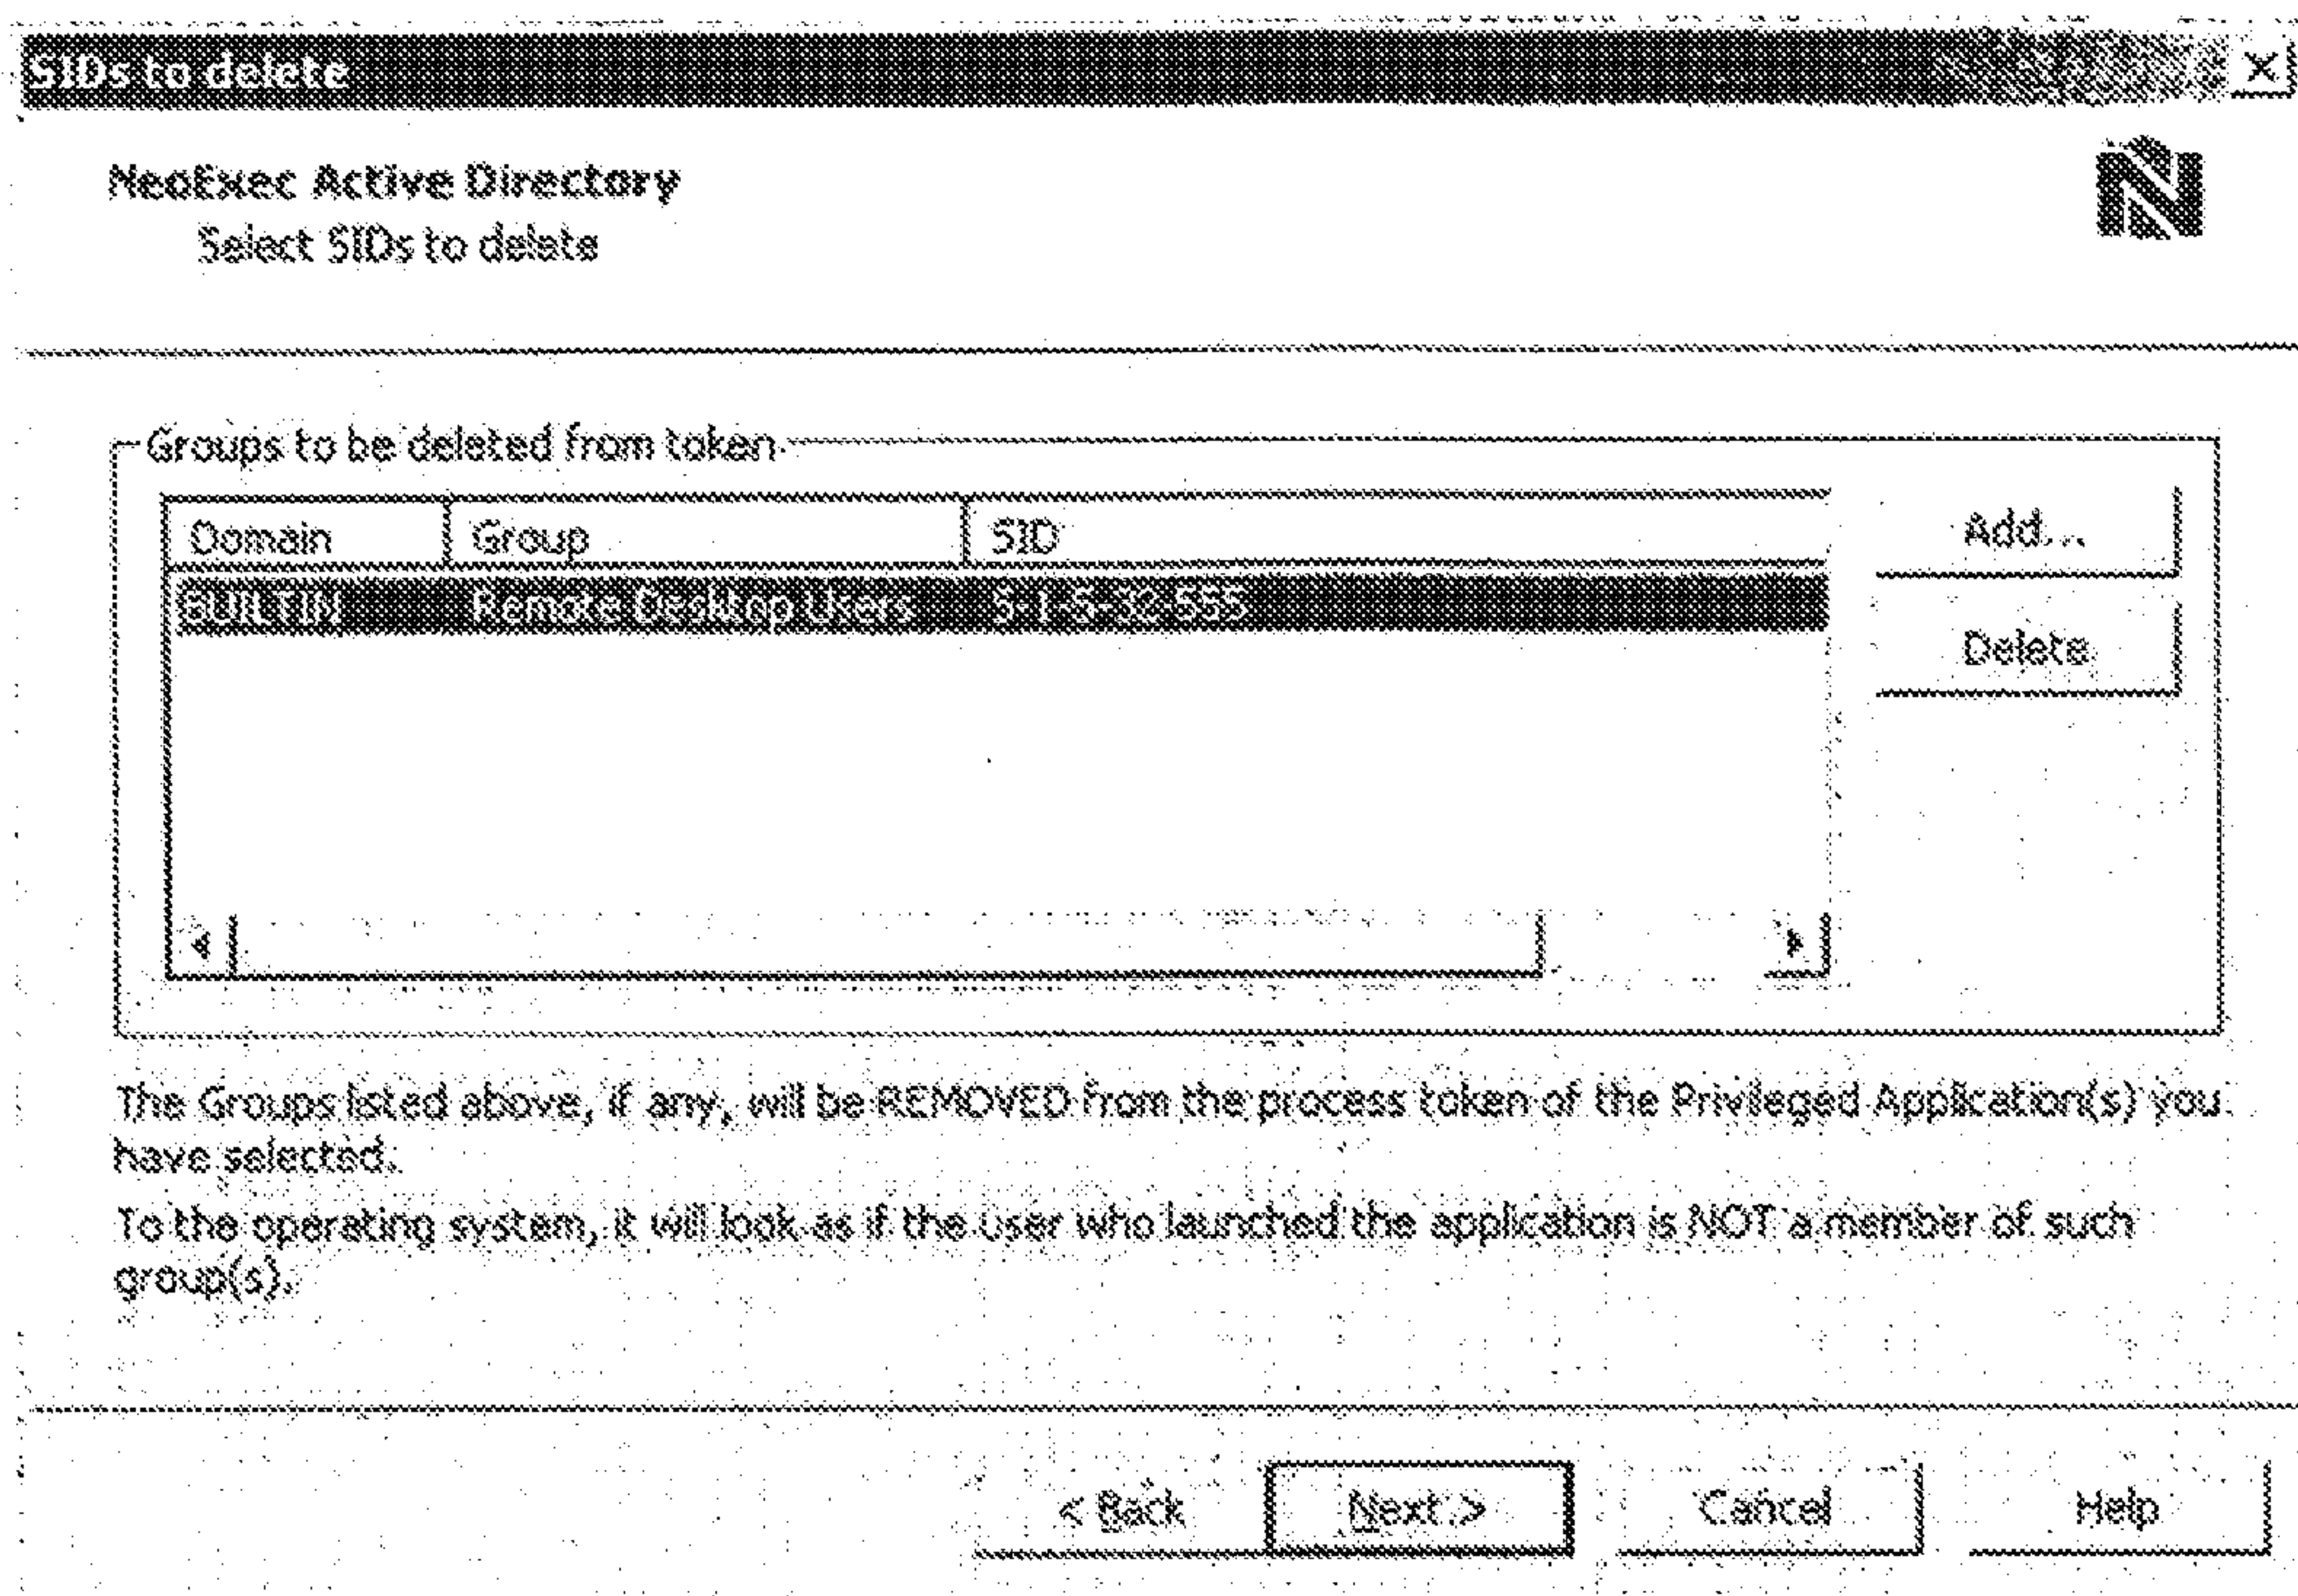 SIDs to delete
NeoExec Active Directory
Select SIDs to delete
Groups to be deleted from token
Domain Group SID
BUILTIN Remote Desktop Users S-1-5-32-555
Add...
Delete
The Groups listed above, if any, will be REMOVED from the process token of the Privileged Application(s) you
have selected.
To the operating system, it will look as if the user who launched the application is NOT a member of such
group(s).
< Back Next > Cancel Help